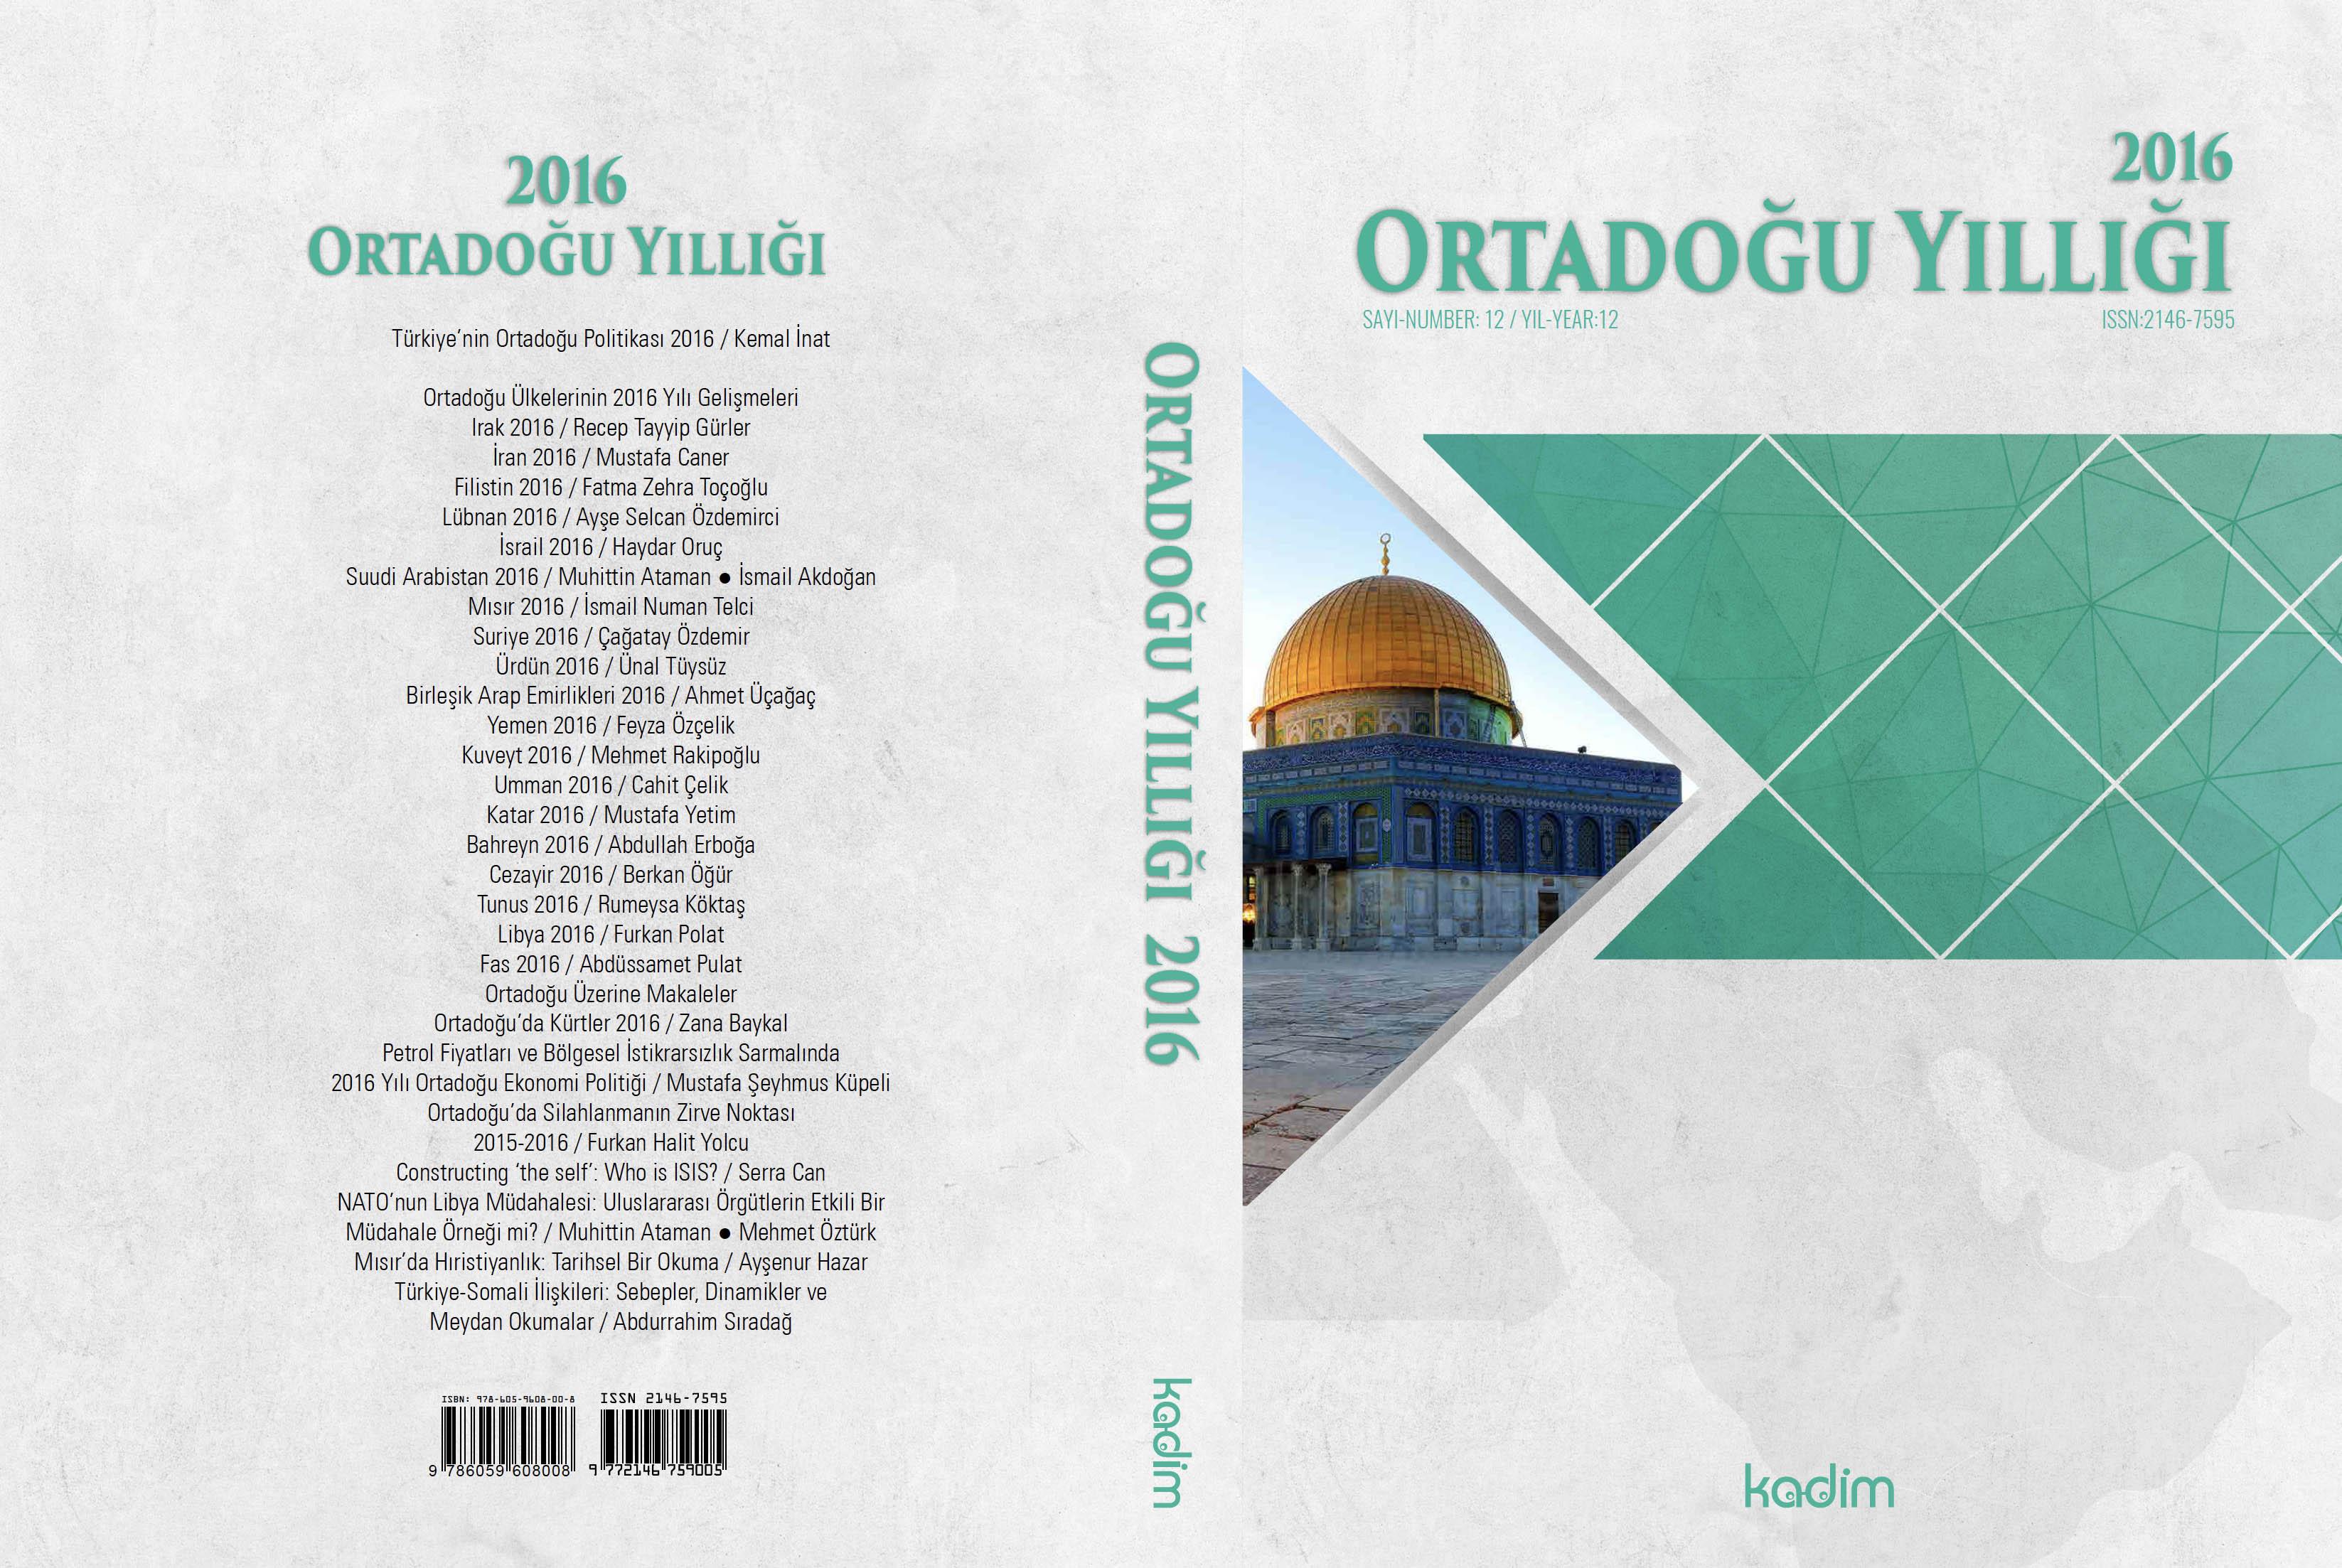 2016
ORTADOĞU YILLIĞI
Türkiye’nin Ortadoğu Politikası 2016 / Kemal İnat
Ortadoğu Ülkelerinin 2016 Yılı Gelişmeleri
Irak 2016 / Recep Tayyip Gürler
İran 2016 / Mustafa Caner
Filistin 2016 / Fatma Zehra Toçoğlu
Lübnan 2016 / Ayşe Selcan Özdemirci
İsrail 2016 / Haydar Oruç
Suudi Arabistan 2016 / Muhittin Ataman ● İsmail Akdoğan
Mısır 2016 / İsmail Numan Telci
Suriye 2016 / Çağatay Özdemir
Ürdün 2016 / Ünal Tüysüz
Birleşik Arap Emirlikleri 2016 / Ahmet Üçağaç
Yemen 2016 / Feyza Özçelik
Kuveyt 2016 / Mehmet Rakipoğlu
Umman 2016 / Cahit Çelik
Katar 2016 / Mustafa Yetim
Bahreyn 2016 / Abdullah Erboğa
Cezayir 2016 / Berkan Öğür
Tunus 2016 / Rumeysa Köktaş
Libya 2016 / Furkan Polat
Fas 2016 / Abdüssamet Pulat
Ortadoğu Üzerine Makaleler
Ortadoğu’da Kürtler 2016 / Zana Baykal
Petrol Fiyatları ve Bölgesel İstikrarsızlık Sarmalında
2016 Yılı Ortadoğu Ekonomi Politiği / Mustafa Şeyhmus Küpeli
Ortadoğu’da Silahlanmanın Zirve Noktası
2015-2016 / Furkan Halit Yolcu
Constructing ‘the self’: Who is ISIS? / Serra Can
NATO’nun Libya Müdahalesi: Uluslararası Örgütlerin Etkili Bir
Müdahale Örneği mi? / Muhittin Ataman ● Mehmet Öztürk
Mısır’da Hıristiyanlık: Tarihsel Bir Okuma / Ayşenur Hazar
Türkiye-Somali İlişkileri: Sebepler, Dinamikler ve
Meydan Okumalar / Abdurrahim Sıradağ
ISBN: 978-605-9608-00-8
9 786059 608008
ISSN 2146-7595
9 772146 759005
ORTADOĞU YILLIĞI 2016
kadim
2016
ORTADOĞU YILLIĞI
SAYI-NUMBER: 12 / YIL-YEAR:12
ISSN:2146-7595
kadim